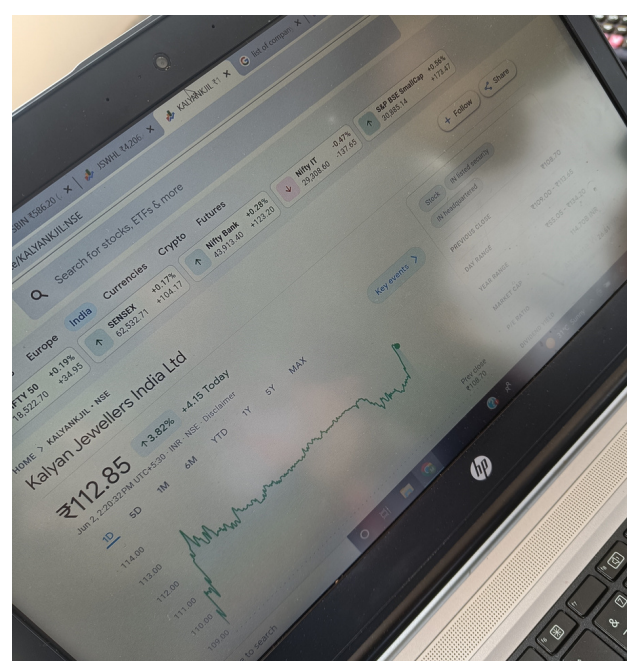 SBIN ₹586.20 (
JSWHL ₹4,206.
KALYANKJIL ₹1
list of compan
e/KALYANKJIL:NSE
Search for stocks, ETFs & more
Europe
India
Currencies
Crypto
Futures
FTY 50
18,522.70
+0.19%
+34.95
SENSEX
62,532.71
+0.17%
+104.17
Nifty Bank
43,913.40
+0.28%
+123.20
Nifty IT
29,308.60
-0.47%
-137.65
S&P BSE SmallCap
30,885.14
+0.56%
+173.47
HOME > KALYANKJIL · NSE
Key events
Follow
Share
Kalyan Jewellers India Ltd
₹112.85
3.82%
+4.15 Today
Jun 2, 2:20:32 PM UTC+5:30 · INR · NSE · Disclaimer
1D
5D
1M
6M
YTD
1Y
5Y
MAX
114.00
113.00
112.00
111.00
110.00
109.00
Prev close
₹108.70
Stock
IN listed security
IN headquartered
PREVIOUS CLOSE
₹108.70
DAY RANGE
YEAR RANGE
MARKET CAP
P/E RATIO
to search
hp